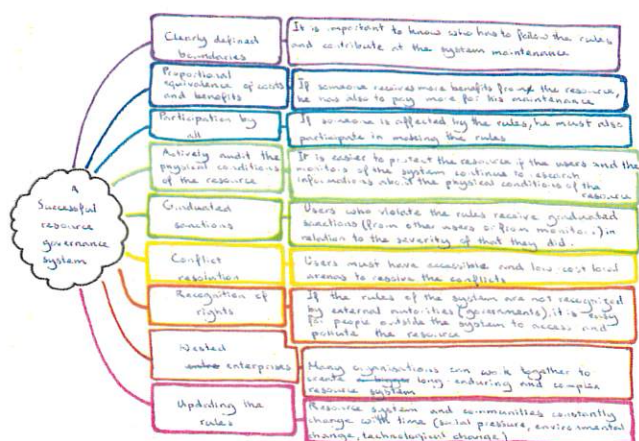 A
Successful
resource
governance
system
Clearly defined
boundaries
It is important to know who has to follow the rules
and contribute at the system maintenance
Proportional
equivalence of costs
and benefits
If someone receives more benefits from the resource,
he has also to pay more for his maintenance
Participation by
all
If someone is affected by the rules, he must also
participate in making the rules
Actively audit the
physical conditions
of the resource
It is easier to protect the resource if the users and the
monitors of the system continue to research
informations about the physical conditions of the
resource
Graduated
sanctions
Users who violate the rules receive graduated
sanctions (from other users or from monitors) in
relation to the severity of that they did.
Conflict
resolution
Users must have accessible and low-cost local
arenas to resolve the conflicts
Recognition of
rights
If the rules of the system are not recognized
by external autorities (governments), it is easy
for people outside the system to access and
pollute the resource
Nested
enterprises
Many organisations can work together to
create long-enduring and complex
resource system
Updating the
rules
Resource system and communities constantly
change with time (social pressure, environmental
change, technologist change)